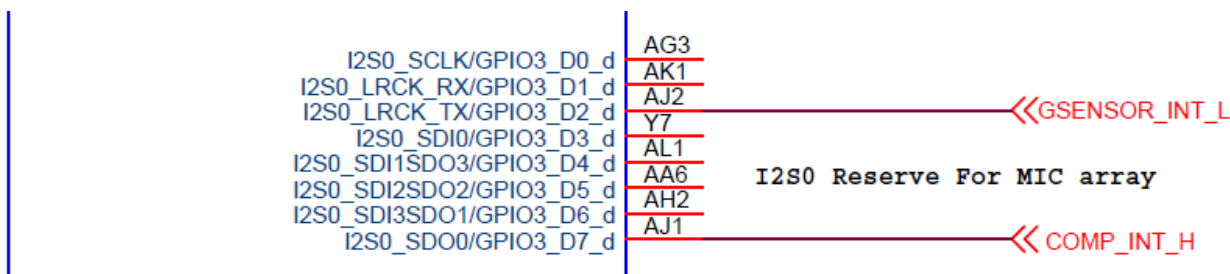 I2S0_SCLK/GPIO3_D0_d AG3
I2S0_LRCK_RX/GPIO3_D1_d AK1
I2S0_LRCK_TX/GPIO3_D2_d AJ2 GSENSOR_INT_L
I2S0_SDI0/GPIO3_D3_d Y7
I2S0_SDI1SDO3/GPIO3_D4_d AL1
I2S0_SDI2SDO2/GPIO3_D5_d AA6 I2S0 Reserve For MIC array
I2S0_SDI3SDO1/GPIO3_D6_d AH2
I2S0_SDO0/GPIO3_D7_d AJ1 COMP_INT_H